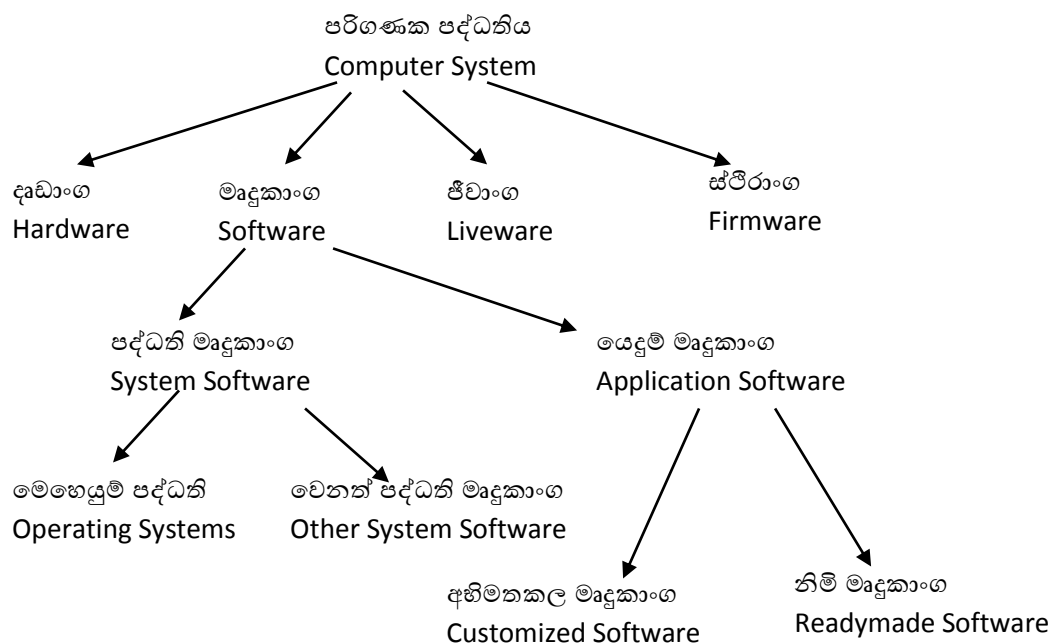 පරිගණක පද්ධතිය
Computer System
දෘඩාංග
Hardware
මෘදුකාංග
Software
ජීවාංග
Liveware
ස්ථිරාංග
Firmware
පද්ධති මෘදුකාංග
System Software
යෙදුම් මෘදුකාංග
Application Software
මෙහෙයුම් පද්ධති
Operating Systems
වෙනත් පද්ධති මෘදුකාංග
Other System Software
අභිමතකල මෘදුකාංග
Customized Software
නිමි මෘදුකාංග
Readymade Software